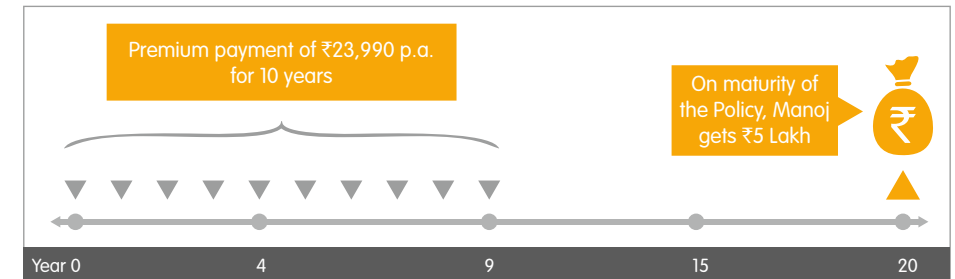 Premium payment of ₹23,990 p.a.
for 10 years
On maturity of
the Policy, Manoj
gets ₹5 Lakh
₹
Year 0 4 9 15 20